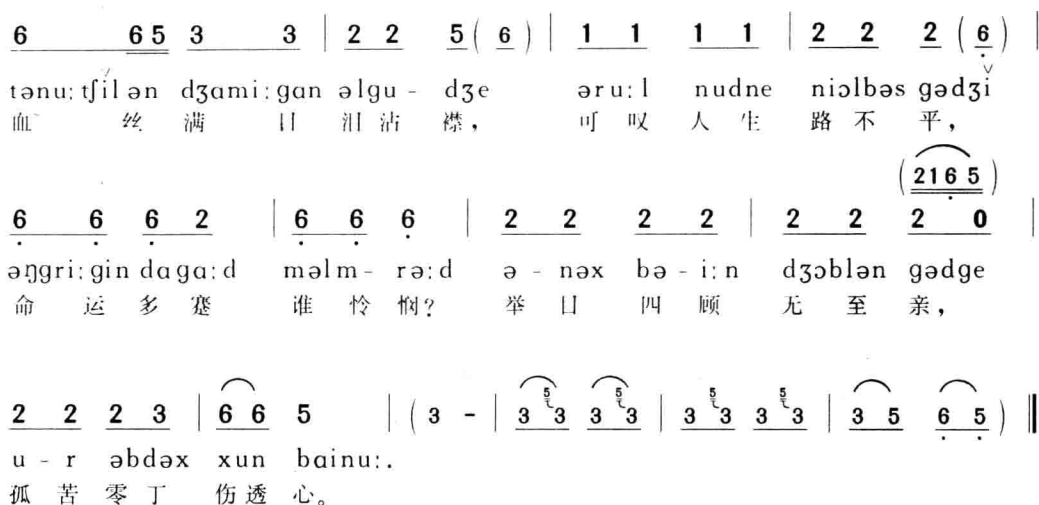 6 65 3 3 | 2 2 5 ( 6 ) | 1 1 1 1 | 2 2 2 ( 6 ) |
tənu:tʃilən dʒami:gan əlgu- dʒe əru:l nudne niɔlbəs gədʒi
血 丝 满 目 泪 沾 襟, 可 叹 人 生 路 不 平,
( 2165 )
6 6 6 2 | 6 6 6 | 2 2 2 2 | 2 2 2 0 |
əŋgri:gin daga:d məlm- rə:d ə-nəx bə-i:n dʒɔblən gədge
命 运 多 蹇 谁 怜 悯? 举 目 四 顾 无 至 亲,
2 2 2 3 | 6 6 5 | ( 3 - | 3 5 3 3 5 3 | 3 5 3 3 5 3 | 3 5 6 5 ) ‖
u-r əbdəx xun bainu:.
孤 苦 零 丁 伤 透 心。